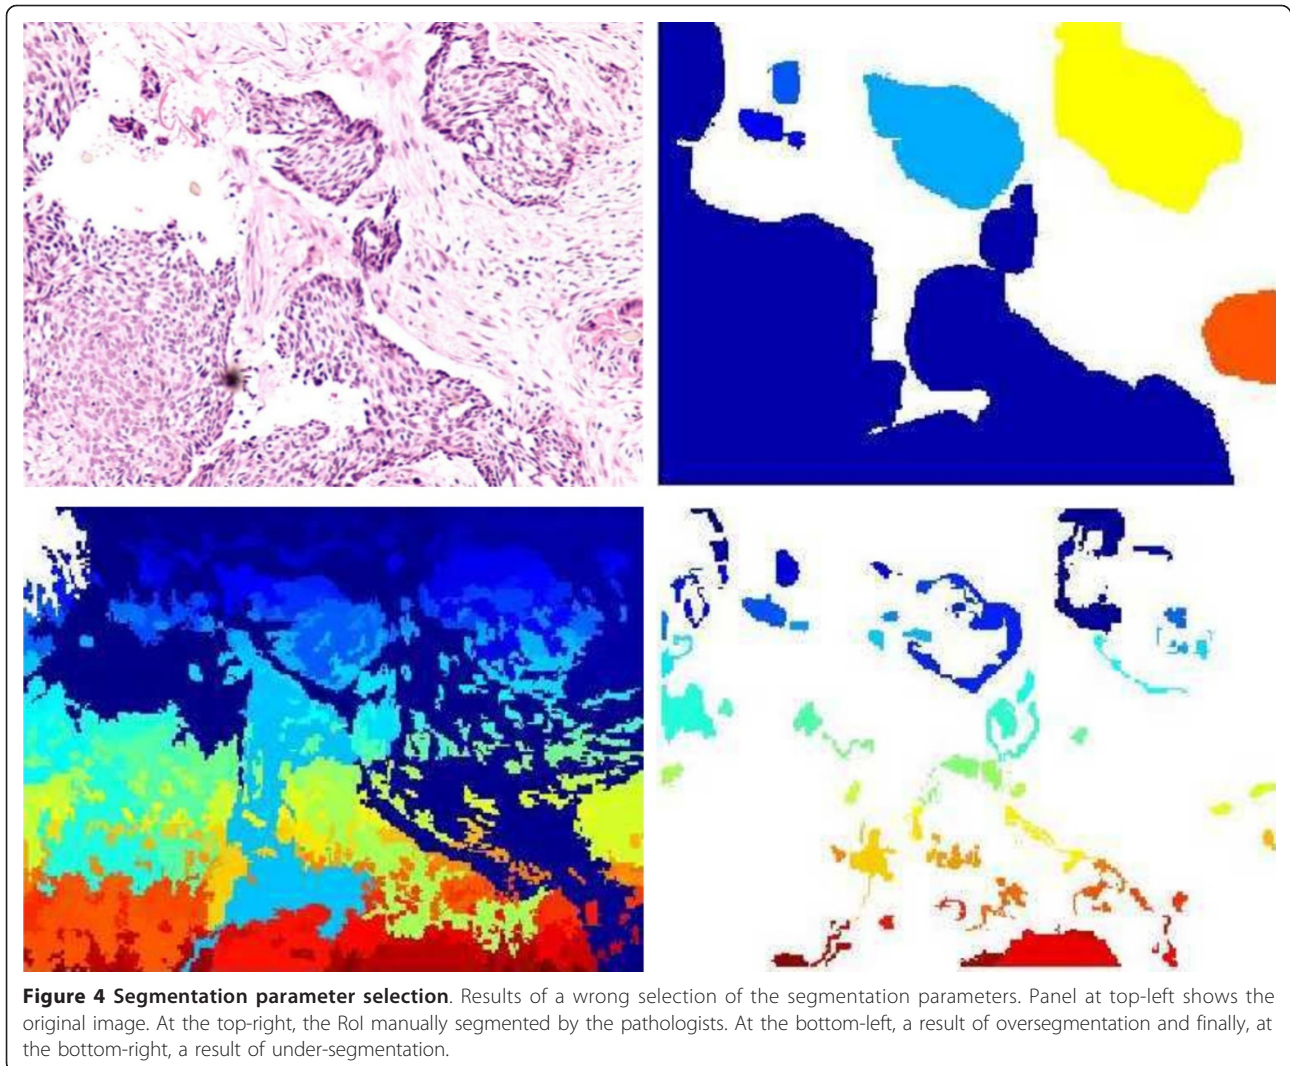 Figure 4 Segmentation parameter selection. Results of a wrong selection of the segmentation parameters. Panel at top-left shows the
original image. At the top-right, the RoI manually segmented by the pathologists. At the bottom-left, a result of oversegmentation and finally, at
the bottom-right, a result of under-segmentation.